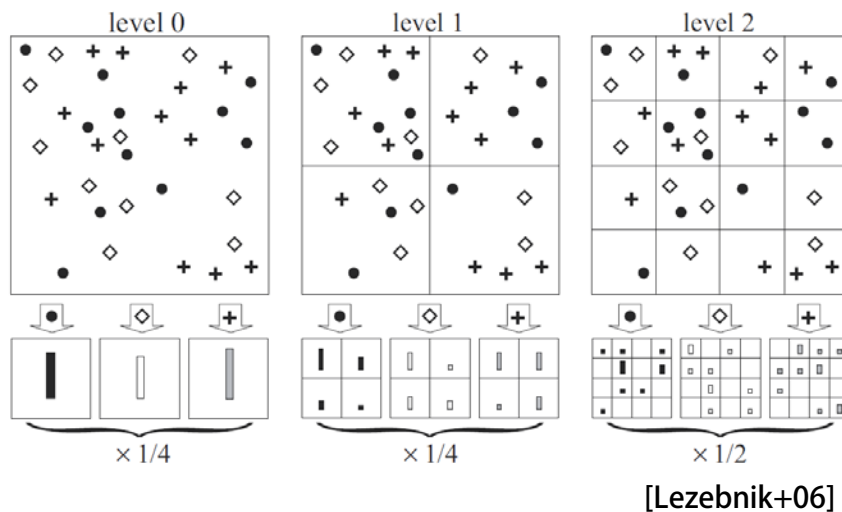 level 0
level 1
level 2
× 1/4
× 1/4
× 1/2
[Lezebnik+06]